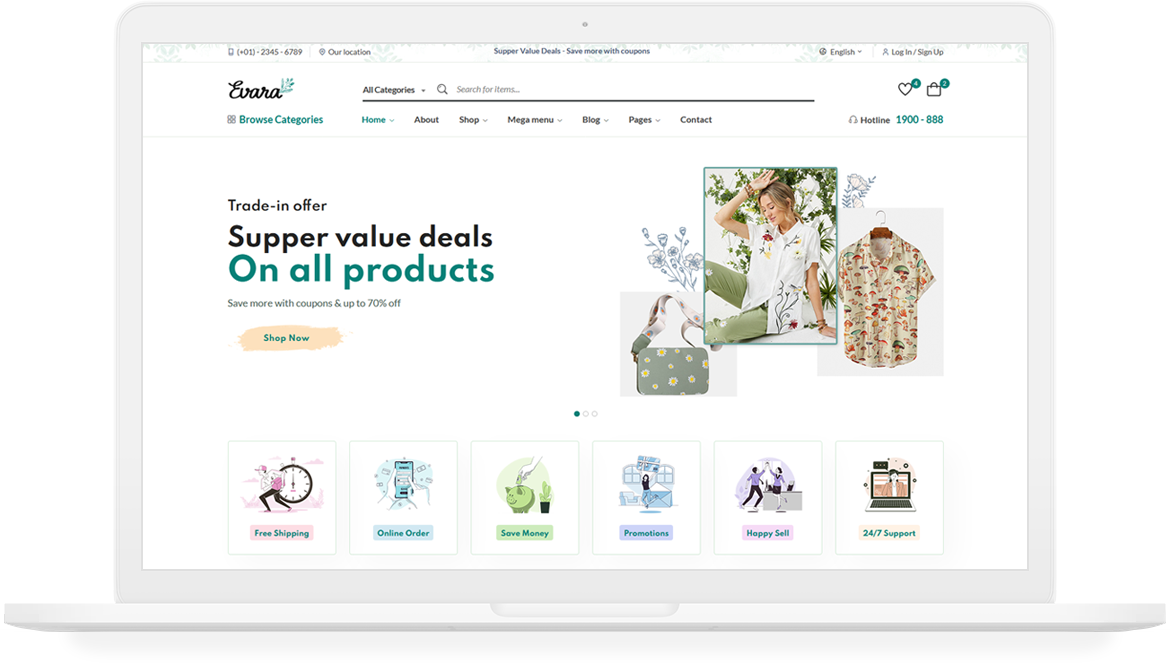 (+01) - 2345 - 6789 Our location Supper Value Deals - Save more with coupons English Log In / Sign Up
Evara All Categories Search for items... 4 2
Browse Categories Home About Shop Mega menu Blog Pages Contact Hotline 1900 - 888
Trade-in offer
Supper value deals
On all products
Save more with coupons & up to 70% off
Shop Now
Free Shipping Online Order Save Money Promotions Happy Sell 24/7 Support